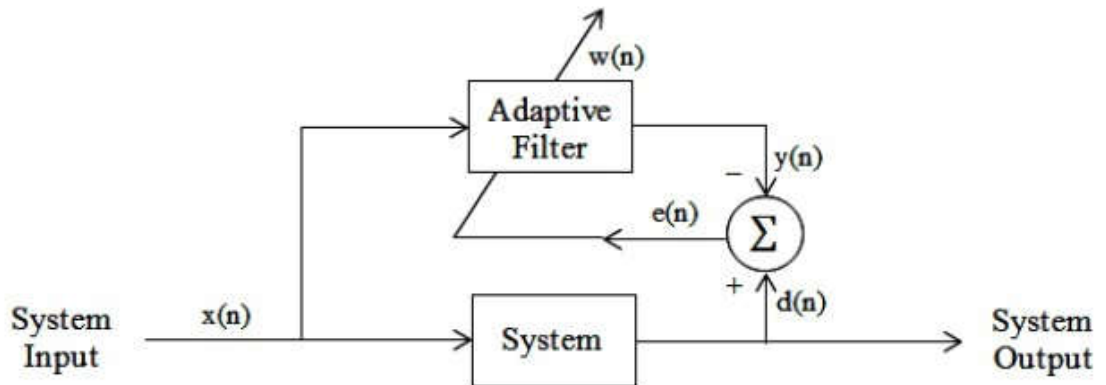 w(n)
Adaptive
Filter
y(n)
−
e(n)
Σ
+
d(n)
System
Input
x(n)
System
System
Output